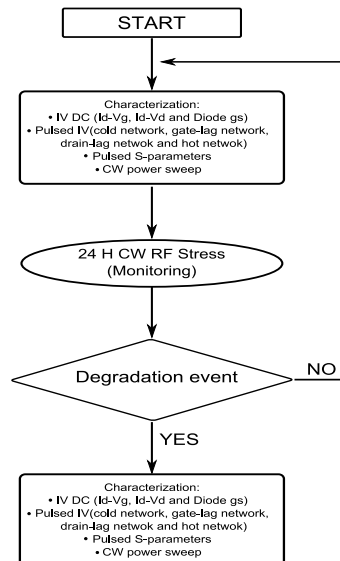 START
Characterization:
• IV DC (Id-Vg, Id-Vd and Diode gs)
• Pulsed IV(cold network, gate-lag network,
drain-lag netwok and hot netwok)
• Pulsed S-parameters
• CW power sweep
24 H CW RF Stress
(Monitoring)
Degradation event
NO
YES
Characterization:
• IV DC (Id-Vg, Id-Vd and Diode gs)
• Pulsed IV(cold network, gate-lag network,
drain-lag netwok and hot netwok)
• Pulsed S-parameters
• CW power sweep